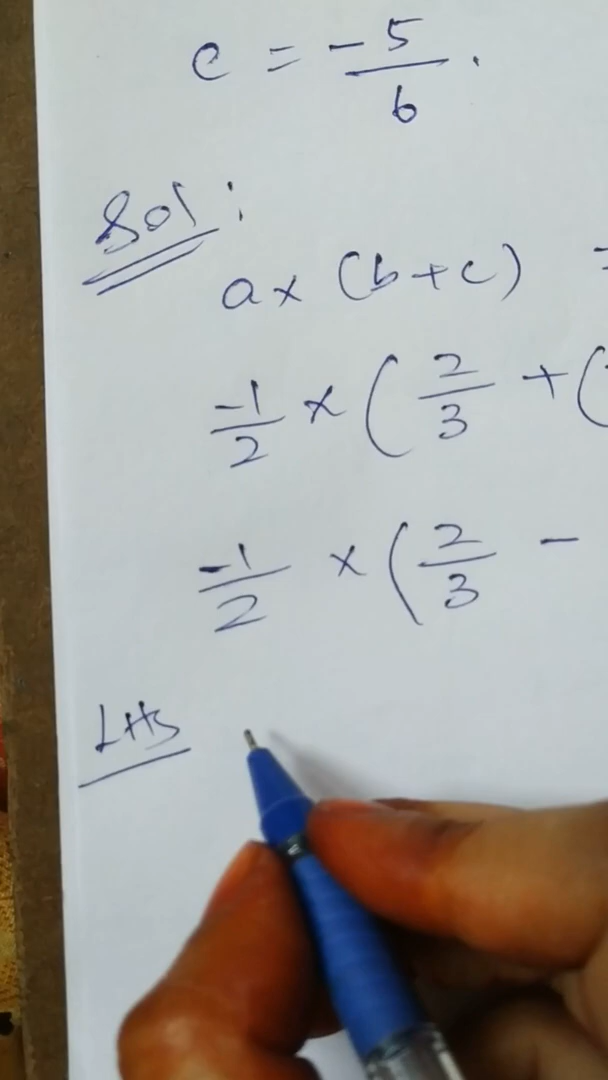 c = -5/6.
Sol:
a × (b+c) =
-1/2 × ( 2/3 + (
-1/2 × ( 2/3 -
LHS